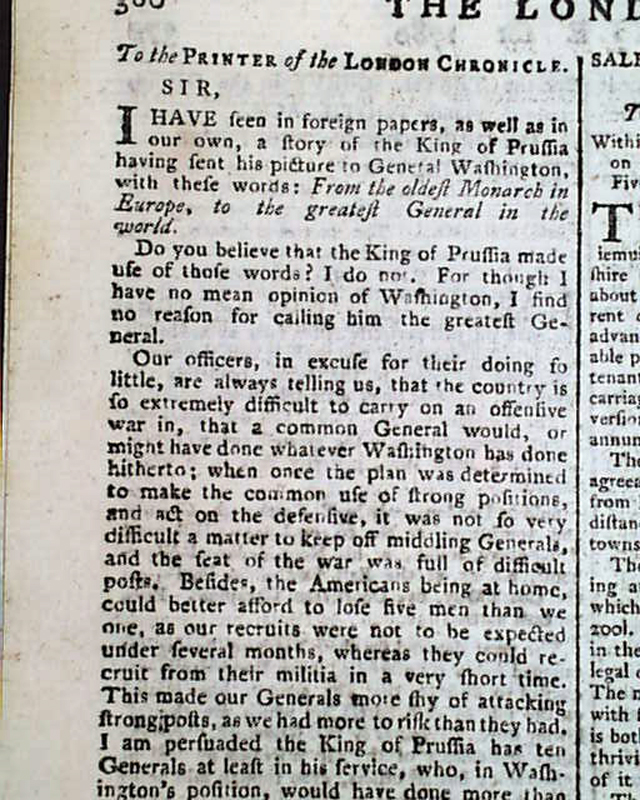 300
THE LOND
To the PRINTER of the LONDON CHRONICLE.
SIR,
I HAVE ſeen in foreign papers, as well as in
our own, a ſtory of the King of Pruſſia
having ſent his picture to General Waſhington,
with theſe words: From the oldeſt Monarch in
Europe, to the greateſt General in the
world.
Do you believe that the King of Pruſſia made
uſe of thoſe words? I do not. For though I
have no mean opinion of Waſhington, I find
no reaſon for calling him the greateſt Ge-
neral.
Our officers, in excuſe for their doing ſo
little, are always telling us, that the country is
ſo extremely difficult to carry on an offenſive
war in, that a common General would, or
might have done whatever Waſhington has done
hitherto; when once the plan was determined
to make the common uſe of ſtrong poſitions,
and act on the defenſive, it was not ſo very
difficult a matter to keep off middling Generals,
and the ſeat of the war was full of difficult
poſts. Beſides, the Americans being at home,
could better afford to loſe five men than we
one, as our recruits were not to be expected
under ſeveral months, whereas they could re-
cruit from their militia in a very ſhort time.
This made our Generals more ſhy of attacking
ſtrong poſts, as we had more to riſk than they had.
I am perſuaded the King of Pruſſia has ten
Generals at leaſt in his ſervice, who, in Waſh-
ington's poſition, would have done more than
SALE
Withi
on
Fiv
T
iemui
ſhire
about
rent
advan
able p
tenant
carriag
verſion
annum
The
agreea
from
diſtan
towns
The
ing a
which
zool.
in the
legal
The n
with
is both
thrivi
of it.